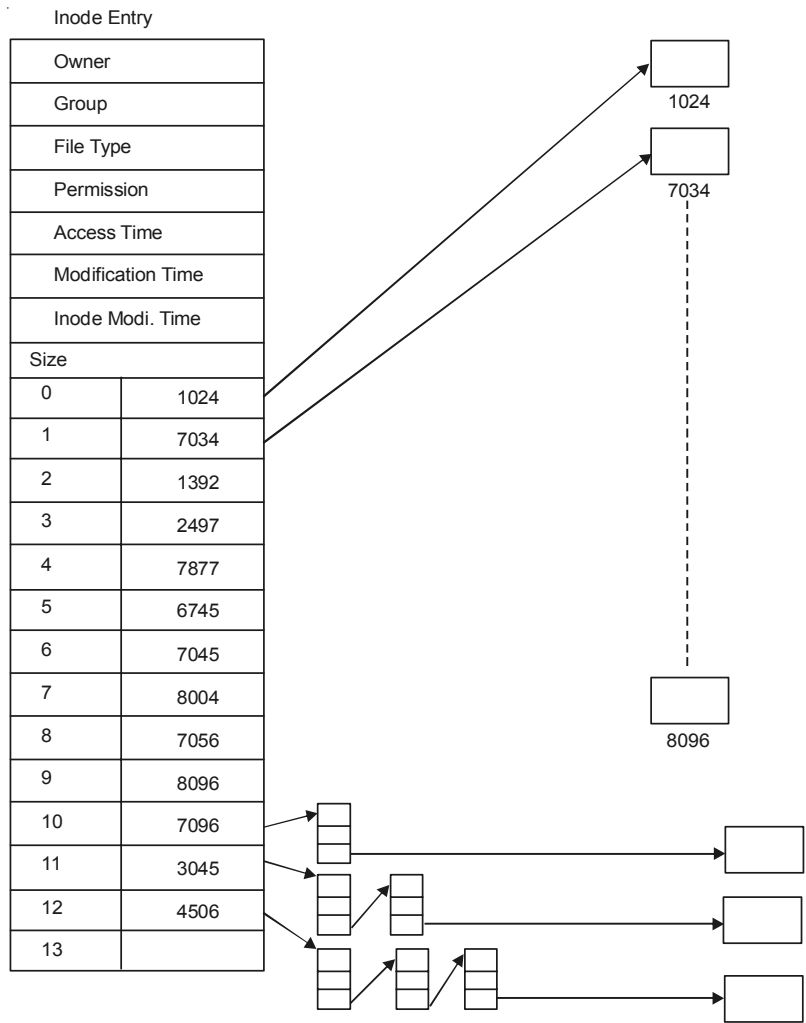 Inode Entry
Owner
Group
File Type
Permission
Access Time
Modification Time
Inode Modi. Time
Size
0 1024
1 7034
2 1392
3 2497
4 7877
5 6745
6 7045
7 8004
8 7056
9 8096
10 7096
11 3045
12 4506
13
1024
7034
8096